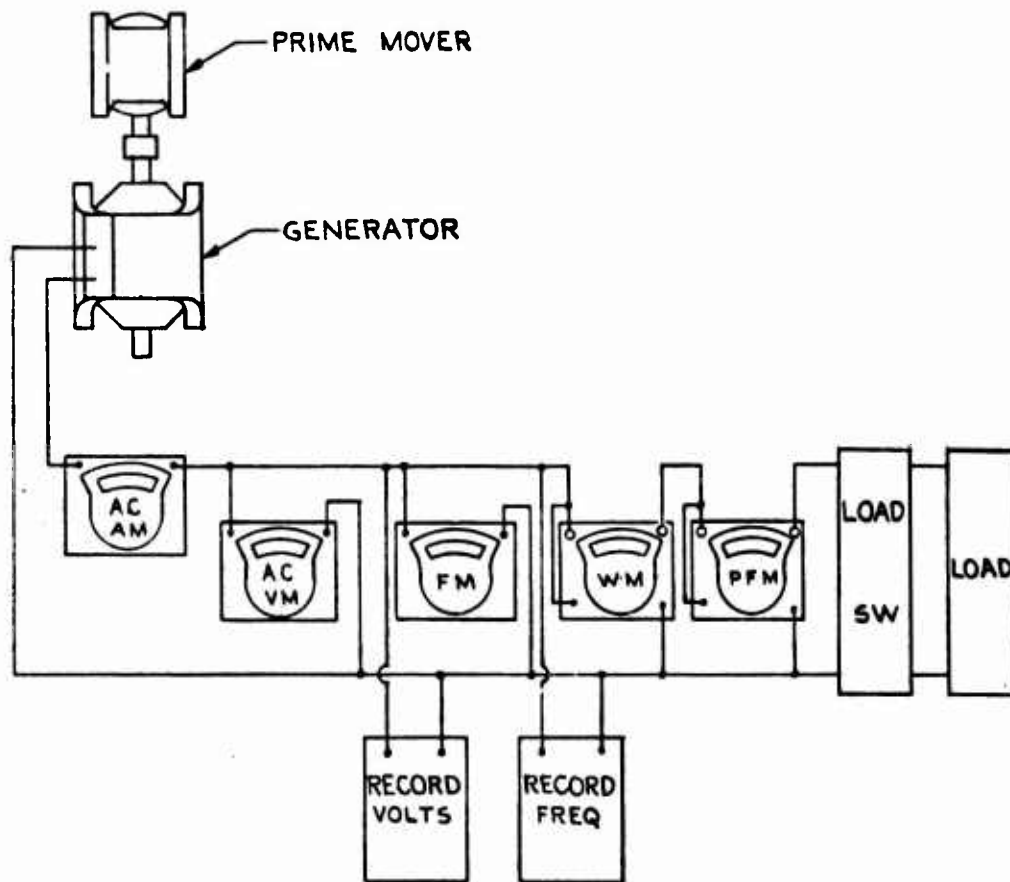 PRIME MOVER
GENERATOR
AC
AM
AC
VM
FM
WM
PFM
LOAD
SW
LOAD
RECORD
VOLTS
RECORD
FREQ